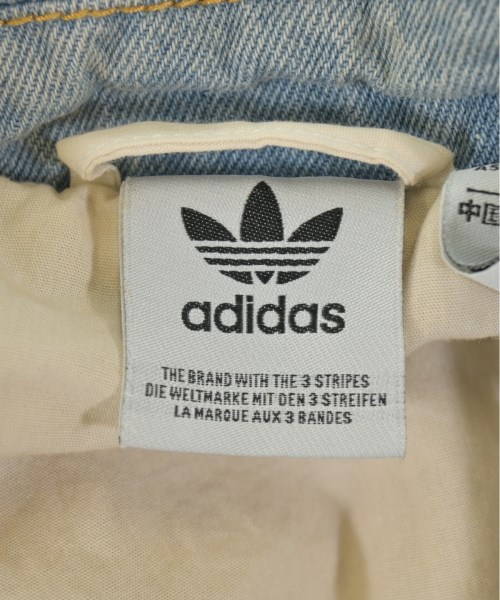 adidas
THE BRAND WITH THE 3 STRIPES
DIE WELTMARKE MIT DEN 3 STREIFEN
LA MARQUE AUX 3 BANDES
中国